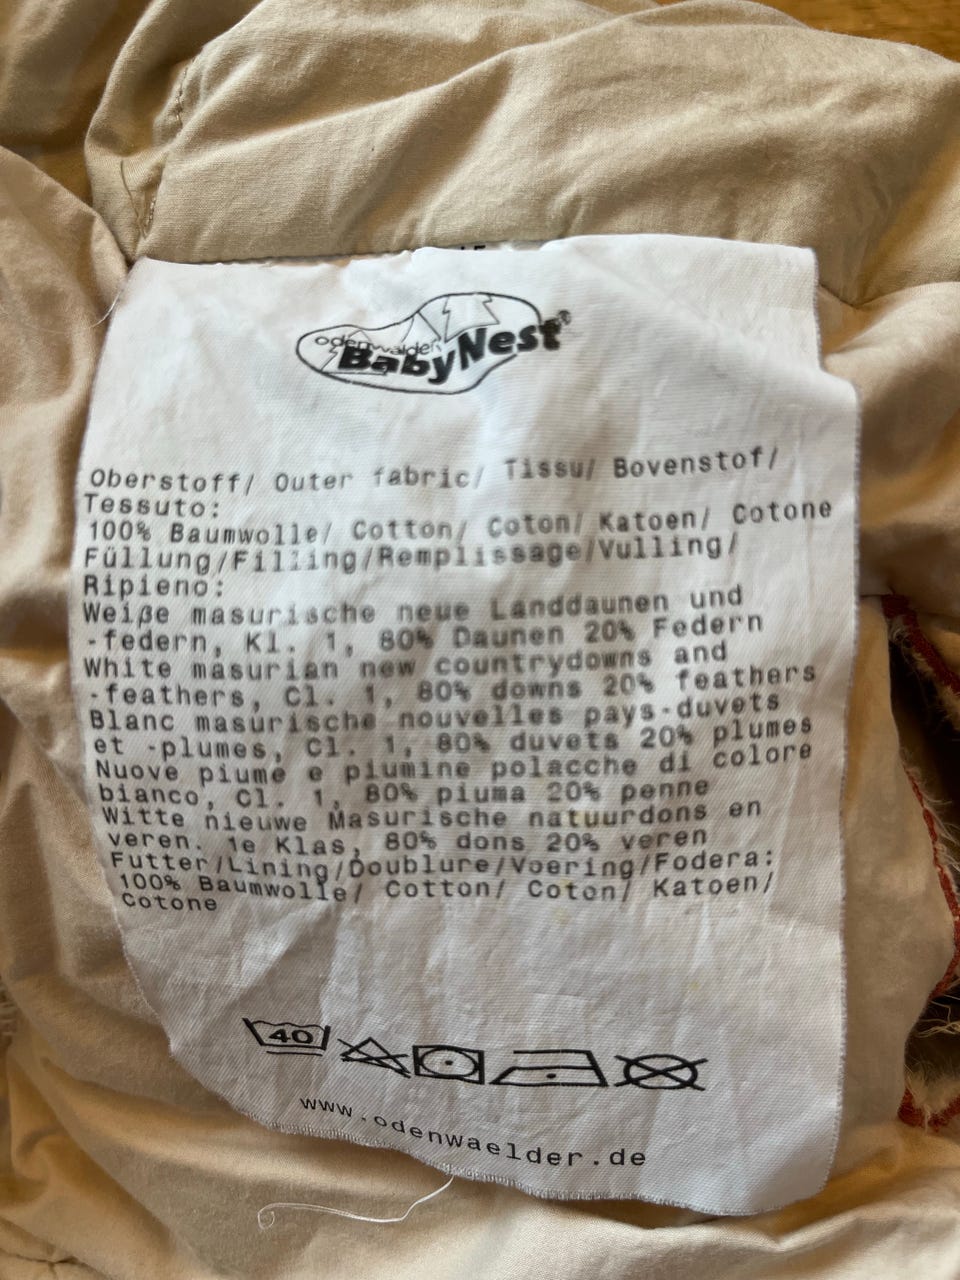 odenwälder
BabyNest®
Oberstoff/ Outer fabric/ Tissu/ Bovenstof/
Tessuto:
100% Baumwolle/ Cotton/ Coton/ Katoen/ Cotone
Füllung/Filling/Remplissage/Vulling/
Ripieno:
Weiße masurische neue Landdaunen und
-federn, Kl. 1, 80% Daunen 20% Federn
White masurian new countrydowns and
-feathers, Cl. 1, 80% downs 20% feathers
Blanc masurische nouvelles pays-duvets
et -plumes, Cl. 1, 80% duvets 20% plumes
Nuove piume e piumine polacche di colore
bianco, Cl. 1, 80% piuma 20% penne
Witte nieuwe Masurische natuurdons en
veren. 1e Klas, 80% dons 20% veren
Futter/Lining/Doublure/Voering/Fodera:
100% Baumwolle/ Cotton/ Coton/ Katoen/
Cotone
40
www.odenwaelder.de